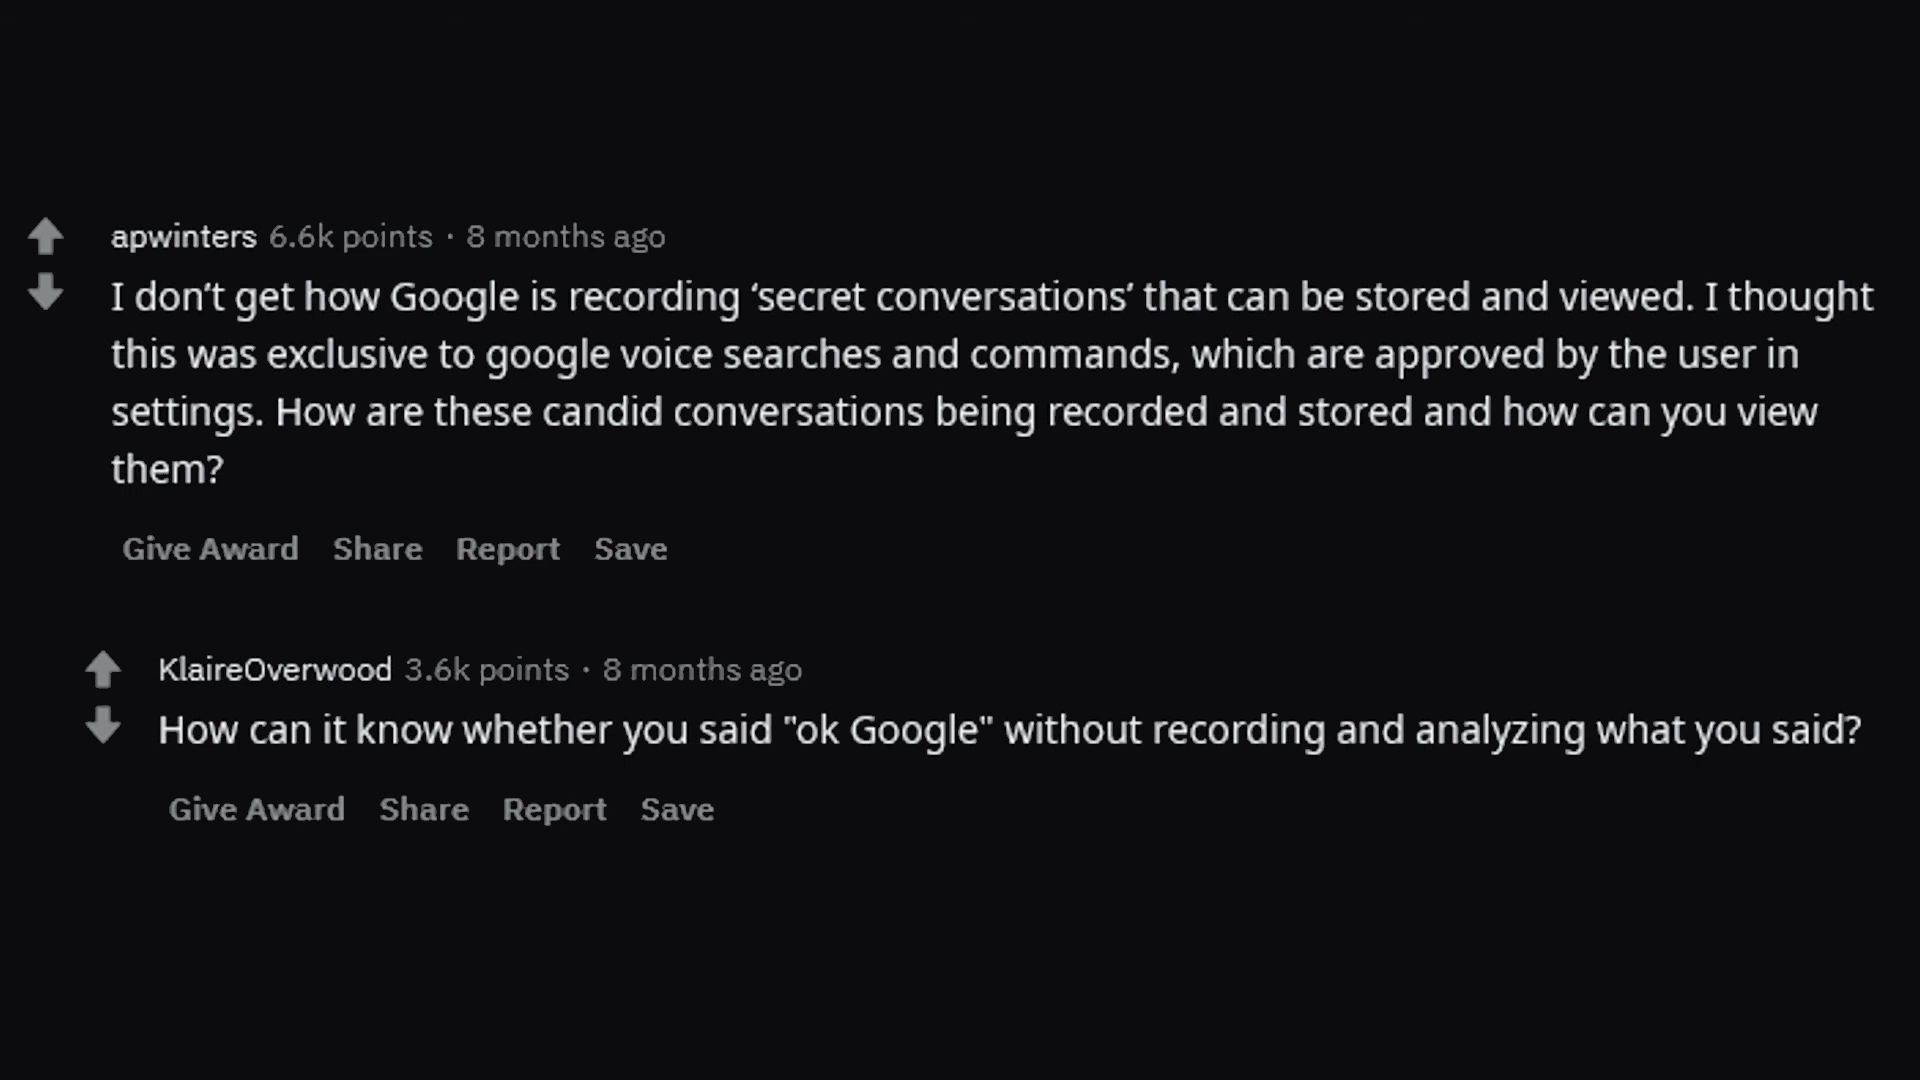 apwinters 6.6k points · 8 months ago
I don’t get how Google is recording ‘secret conversations’ that can be stored and viewed. I thought
this was exclusive to google voice searches and commands, which are approved by the user in
settings. How are these candid conversations being recorded and stored and how can you view
them?
Give Award Share Report Save
KlaireOverwood 3.6k points · 8 months ago
How can it know whether you said "ok Google" without recording and analyzing what you said?
Give Award Share Report Save